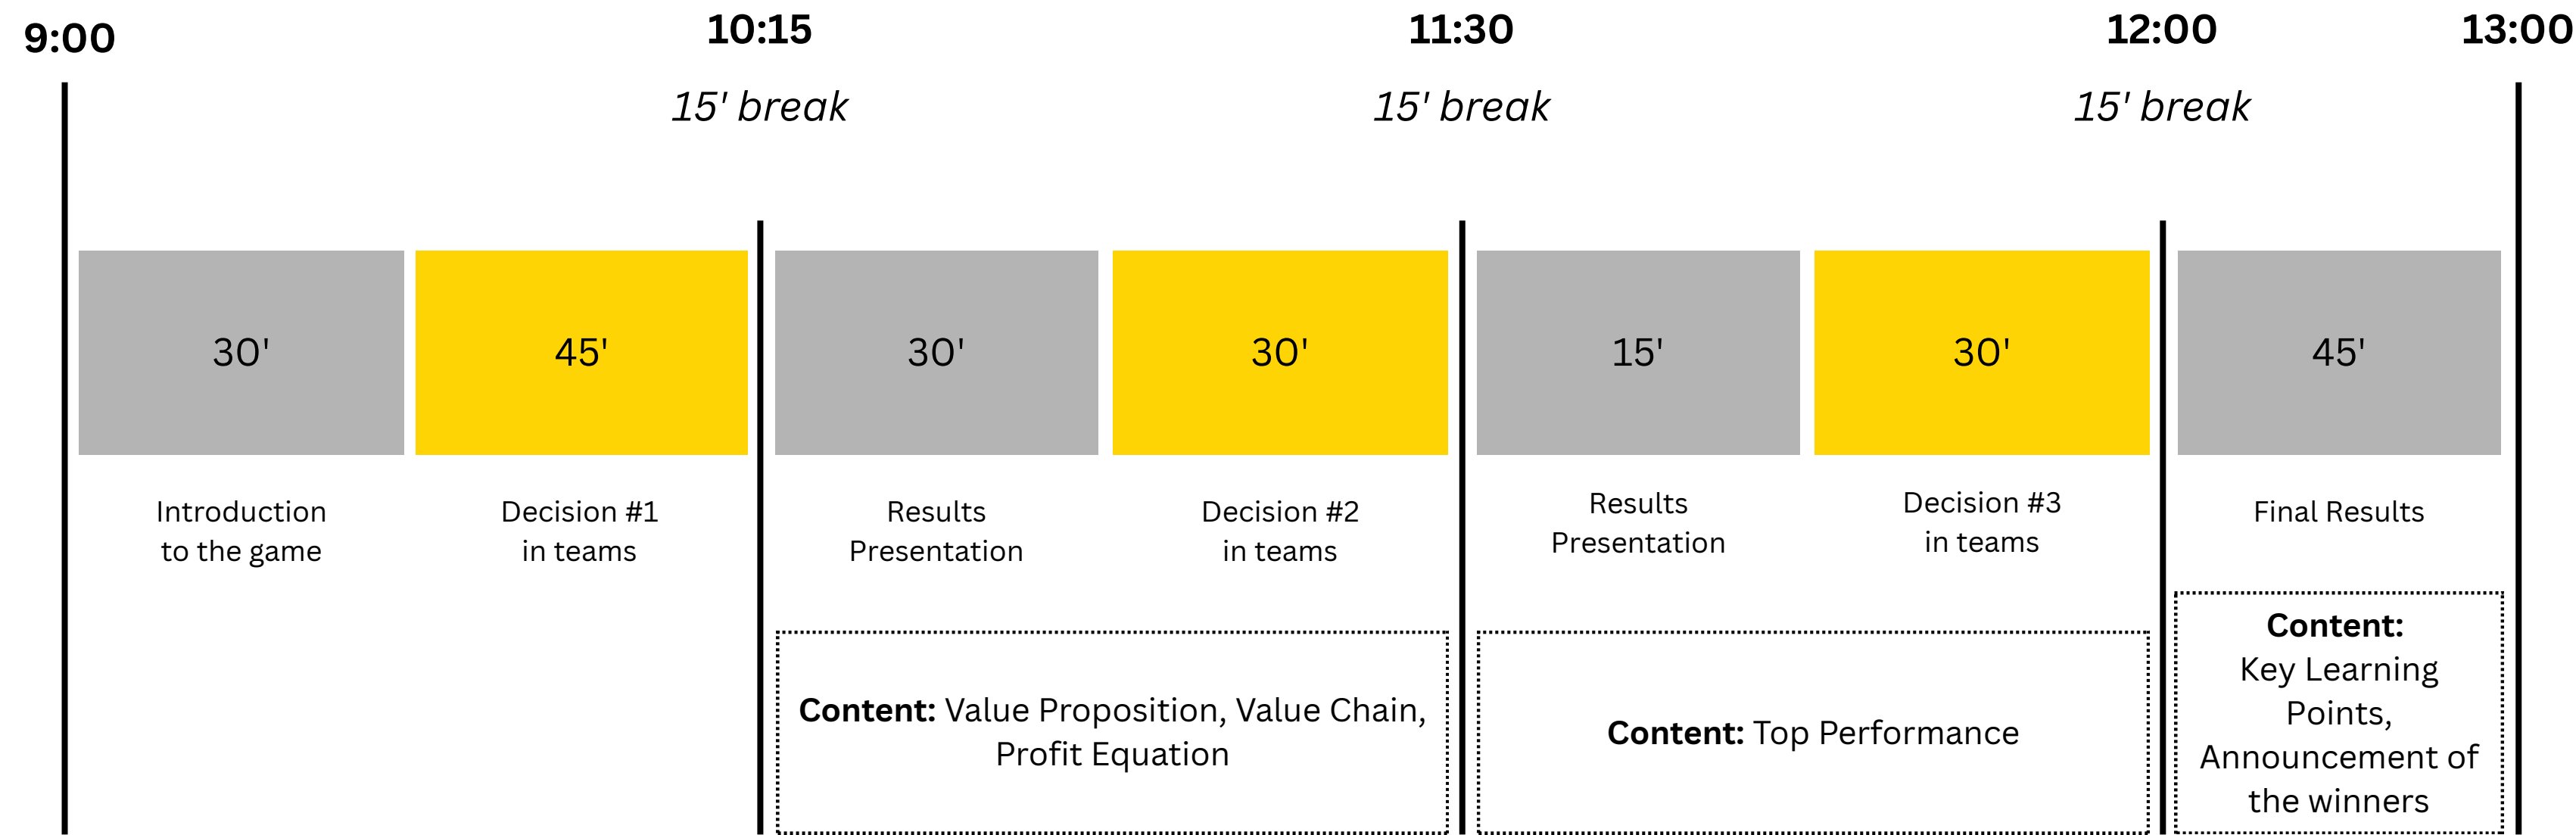 9:00
10:15
11:30
12:00
13:00
15' break
15' break
15' break
30'
45'
30'
30'
15'
30'
45'
Introduction
to the game
Decision #1
in teams
Results
Presentation
Decision #2
in teams
Results
Presentation
Decision #3
in teams
Final Results
Content: Value Proposition, Value Chain,
Profit Equation
Content: Top Performance
Content:
Key Learning
Points,
Announcement of
the winners